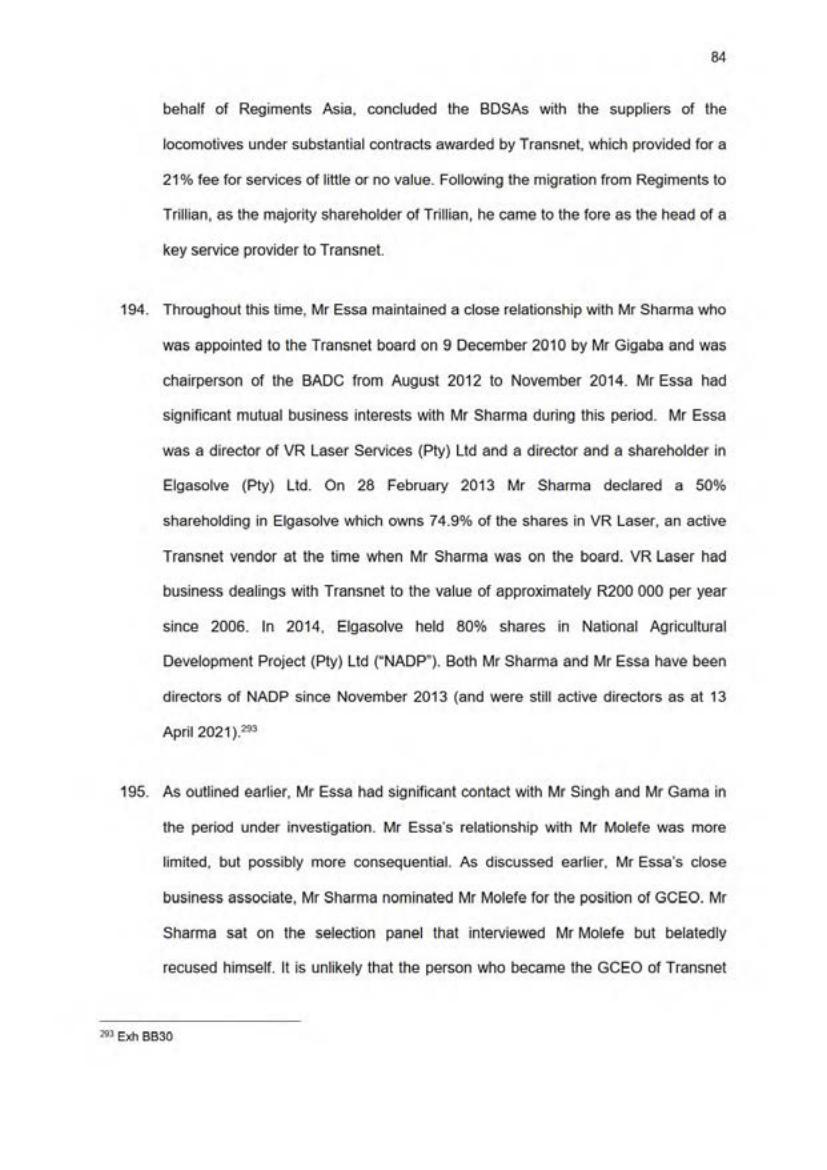 84
behalf of Regiments Asia, concluded the BDSAs with the suppliers of the
locomotives under substantial contracts awarded by Transnet, which provided for a
21% fee for services of little or no value. Following the migration from Regiments to
Trillian, as the majority shareholder of Trillian, he came to the fore as the head of a
key service provider to Transnet.
194. Throughout this time, Mr Essa maintained a close relationship with Mr Sharma who
was appointed to the Transnet board on 9 December 2010 by Mr Gigaba and was
chairperson of the BADC from August 2012 to November 2014. Mr Essa had
significant mutual business interests with Mr Sharma during this period. Mr Essa
was a director of VR Laser Services (Pty) Ltd and a director and a shareholder in
Elgasolve (Pty) Ltd. On 28 February 2013 Mr Sharma declared a 50%
shareholding in Elgasolve which owns 74.9% of the shares in VR Laser, an active
Transnet vendor at the time when Mr Sharma was on the board. VR Laser had
business dealings with Transnet to the value of approximately R200 000 per year
since 2006. In 2014, Elgasolve held 80% shares in National Agricultural
Development Project (Pty) Ltd (“NADP”). Both Mr Sharma and Mr Essa have been
directors of NADP since November 2013 (and were still active directors as at 13
April 2021).293
195. As outlined earlier, Mr Essa had significant contact with Mr Singh and Mr Gama in
the period under investigation. Mr Essa’s relationship with Mr Molefe was more
limited, but possibly more consequential. As discussed earlier, Mr Essa’s close
business associate, Mr Sharma nominated Mr Molefe for the position of GCEO. Mr
Sharma sat on the selection panel that interviewed Mr Molefe but belatedly
recused himself. It is unlikely that the person who became the GCEO of Transnet
293 Exh BB30